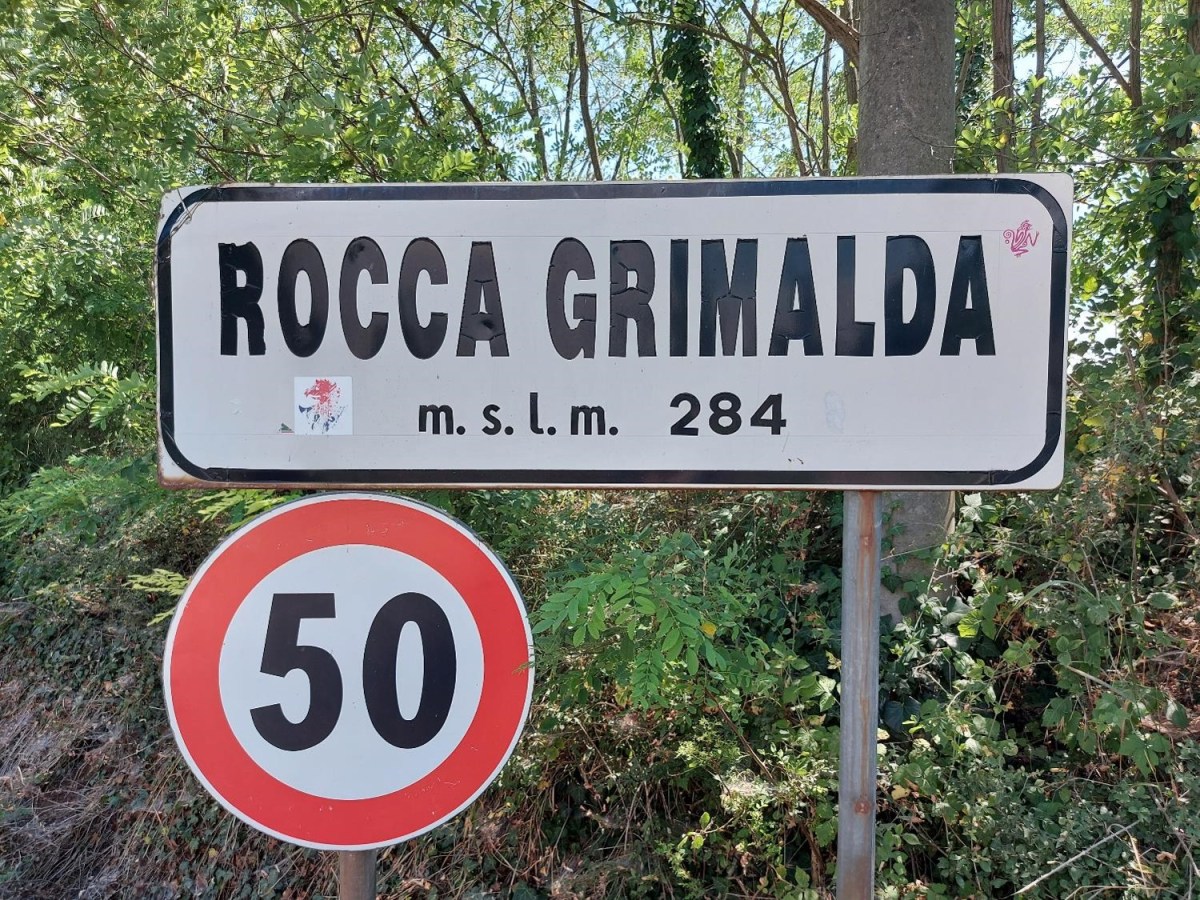 ROCCA GRIMALDA
m. s. l. m. 284
50